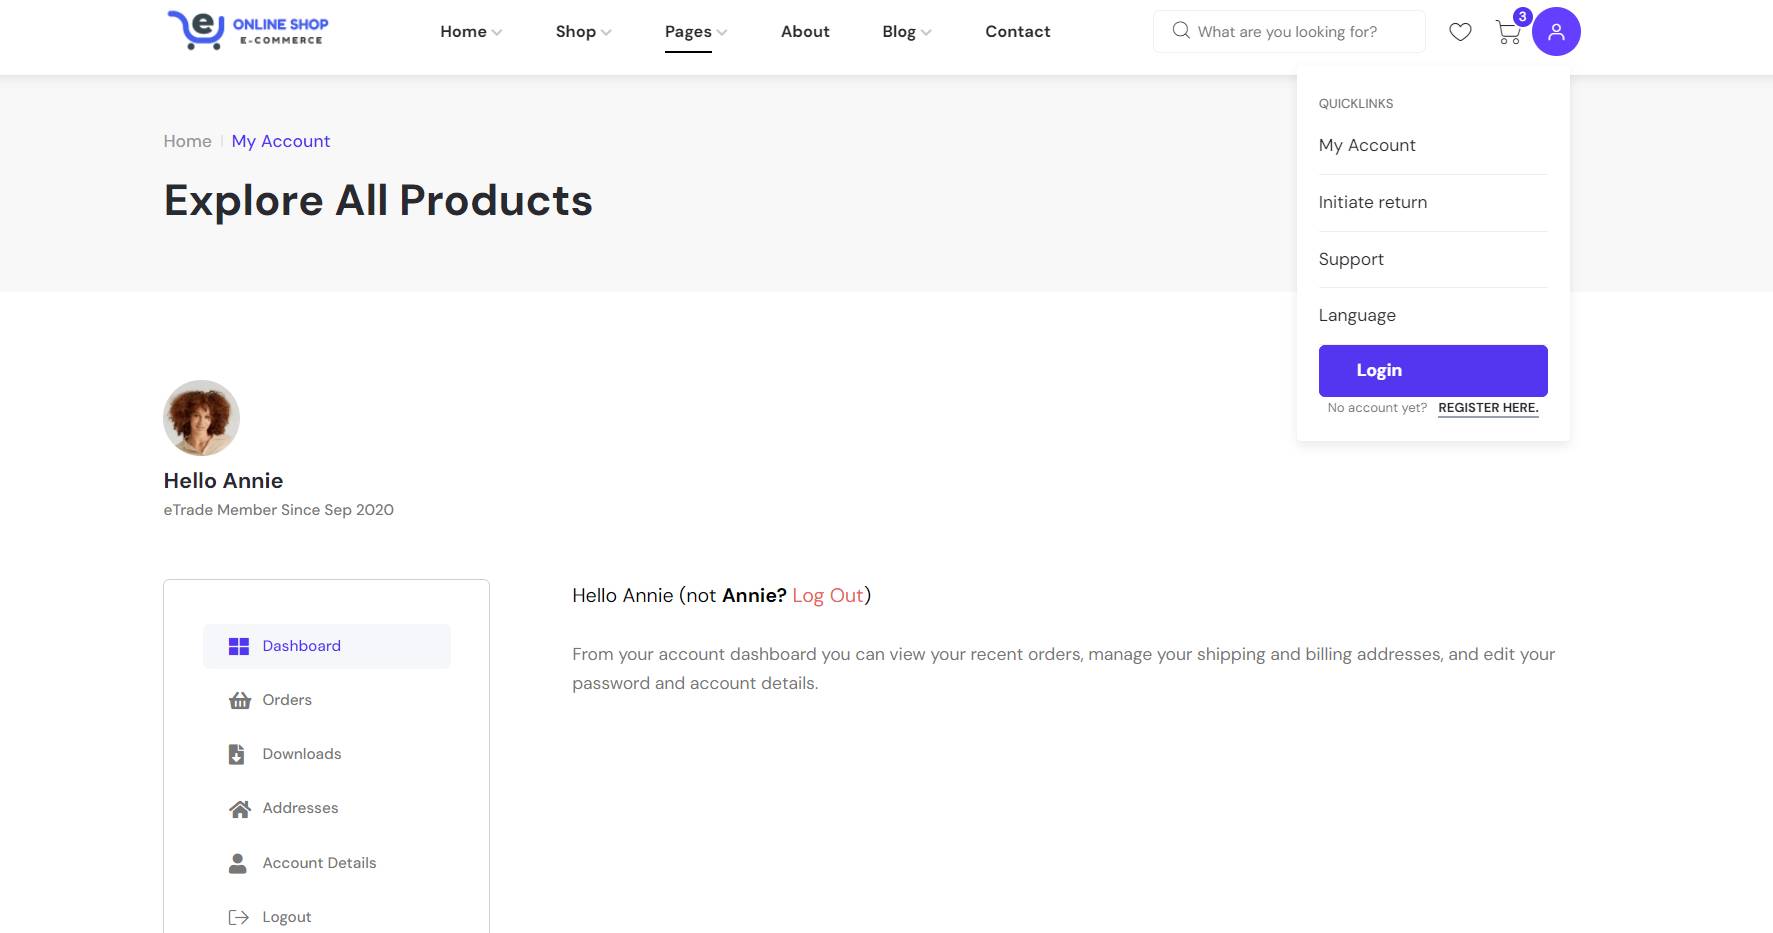 ONLINE SHOP
E-COMMERCE
Home
Shop
Pages
About
Blog
Contact
What are you looking for?
3
QUICKLINKS
My Account
Initiate return
Support
Language
Login
No account yet? REGISTER HERE.
Home My Account
Explore All Products
Hello Annie
eTrade Member Since Sep 2020
Dashboard
Orders
Downloads
Addresses
Account Details
Logout
Hello Annie (not Annie? Log Out)
From your account dashboard you can view your recent orders, manage your shipping and billing addresses, and edit your
password and account details.